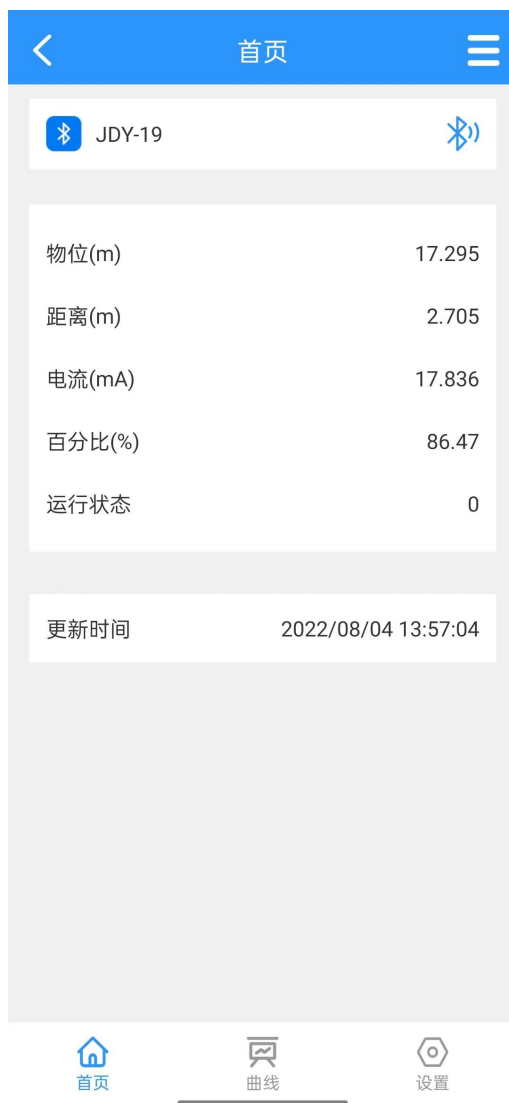 首页
JDY-19
物位(m) 17.295
距离(m) 2.705
电流(mA) 17.836
百分比(%) 86.47
运行状态 0
更新时间 2022/08/04 13:57:04
首页 曲线 设置